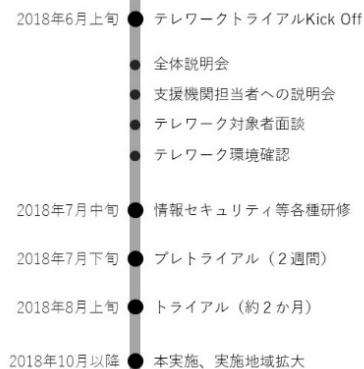 2018年6月上旬 テレワークトライアルKick Off
全体説明会
支援機関担当者への説明会
テレワーク対象者面談
テレワーク環境確認
2018年7月中旬 情報セキュリティ等各種研修
2018年7月下旬 プレトライアル（２週間）
2018年8月上旬 トライアル（約２か月）
2018年10月以降 本実施、実施地域拡大